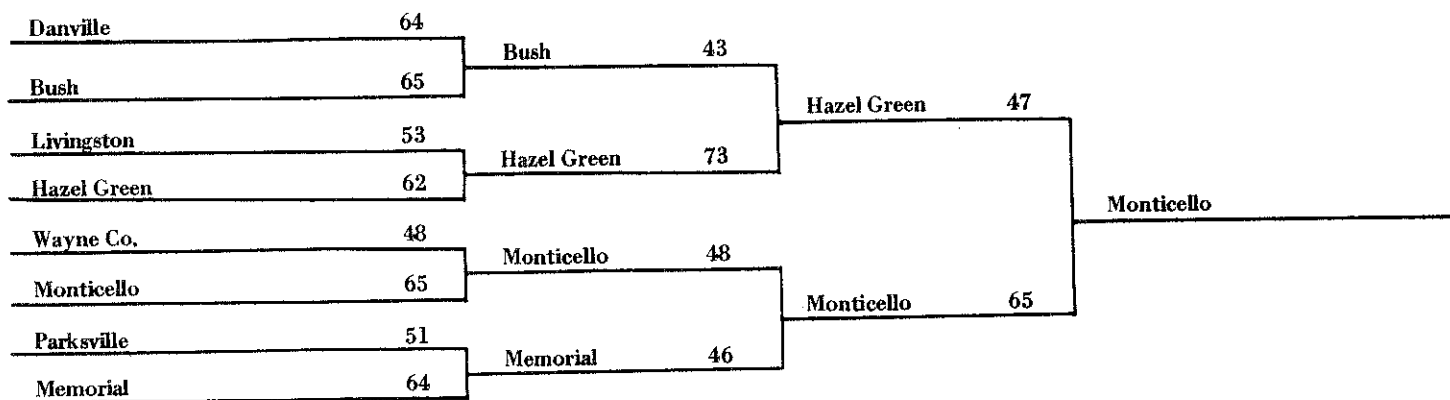 Danville 64
Bush 65
Livingston 53
Hazel Green 62
Wayne Co. 48
Monticello 65
Parksville 51
Memorial 64
Bush 43
Hazel Green 73
Monticello 48
Memorial 46
Hazel Green 47
Monticello 65
Monticello